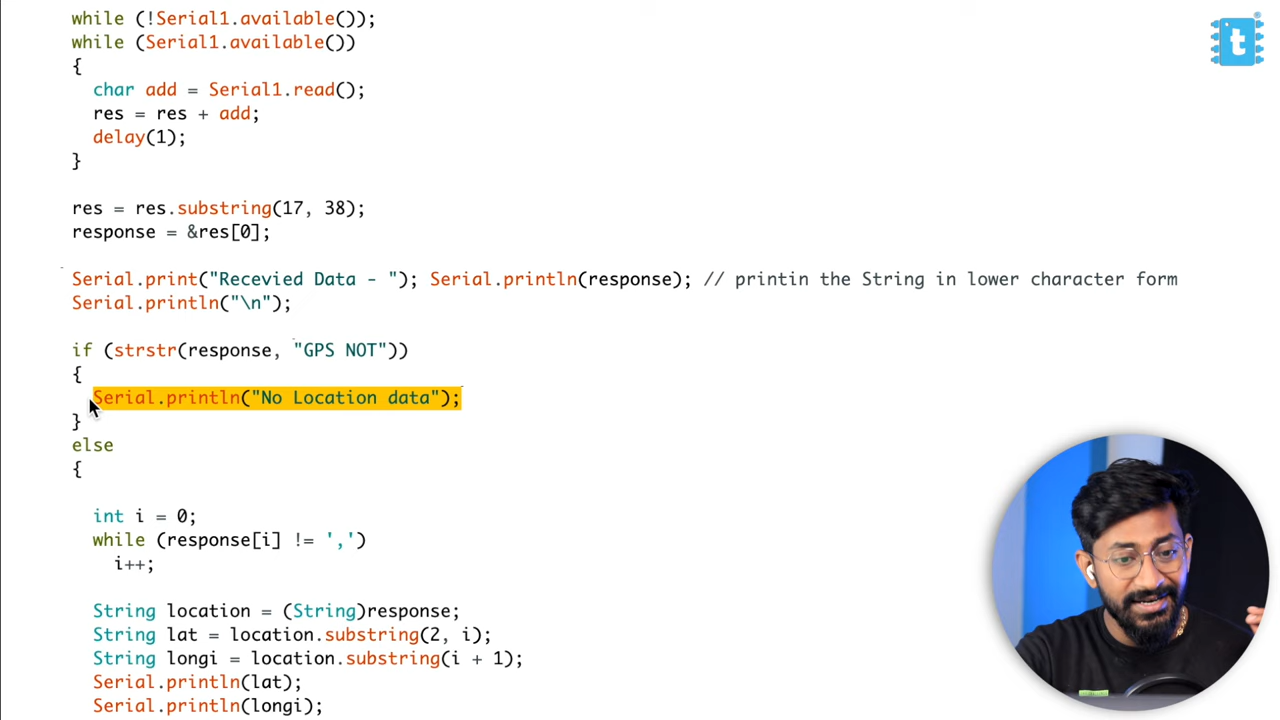 while (!Serial1.available());
while (Serial1.available())
{
char add = Serial1.read();
res = res + add;
delay(1);
}
res = res.substring(17, 38);
response = &res[0];
Serial.print("Recevied Data - "); Serial.println(response); // printin the String in lower character form
Serial.println("\n");
if (strstr(response, "GPS NOT"))
{
Serial.println("No Location data");
}
else
{
int i = 0;
while (response[i] != ',')
i++;
String location = (String)response;
String lat = location.substring(2, i);
String longi = location.substring(i + 1);
Serial.println(lat);
Serial.println(longi);
t